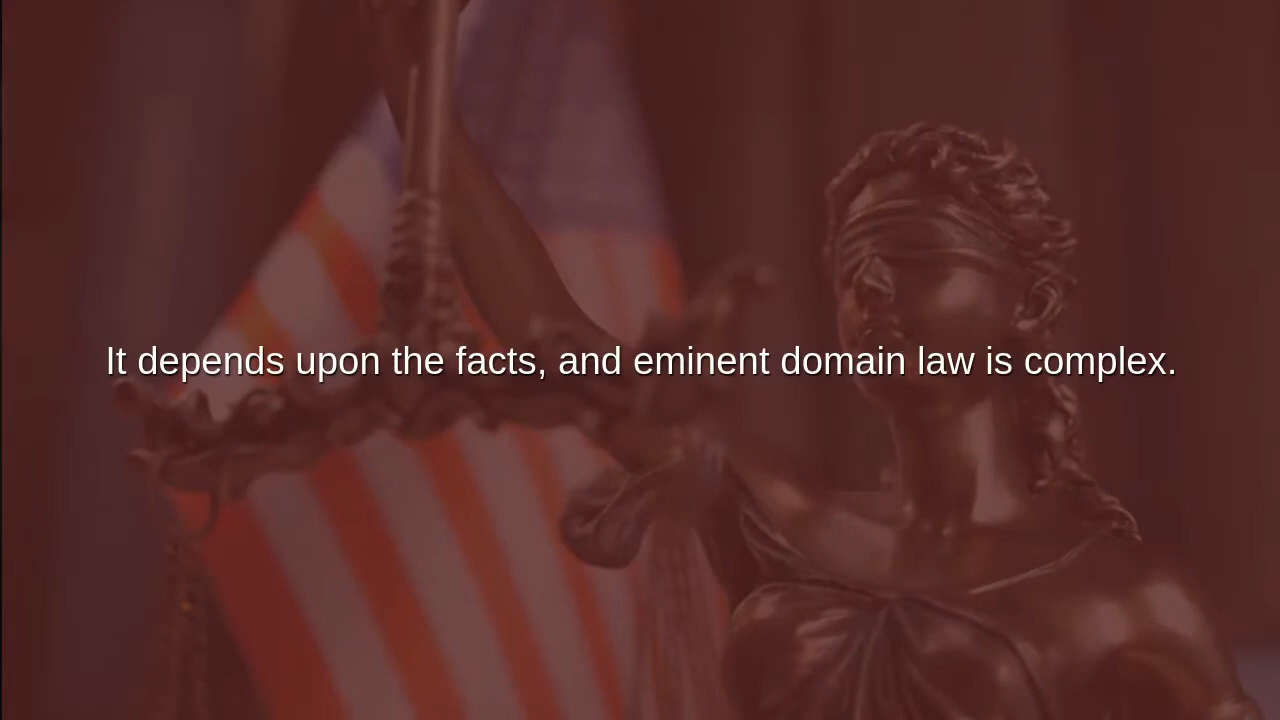 It depends upon the facts, and eminent domain law is complex.